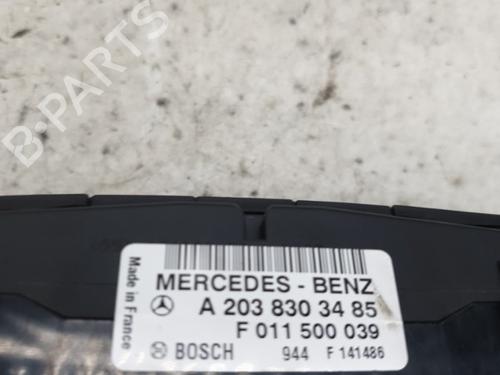 B-PARTS
MERCEDES - BENZ
A 203 830 34 85
F 011 500 039
BOSCH 944 F 141486
Made in France